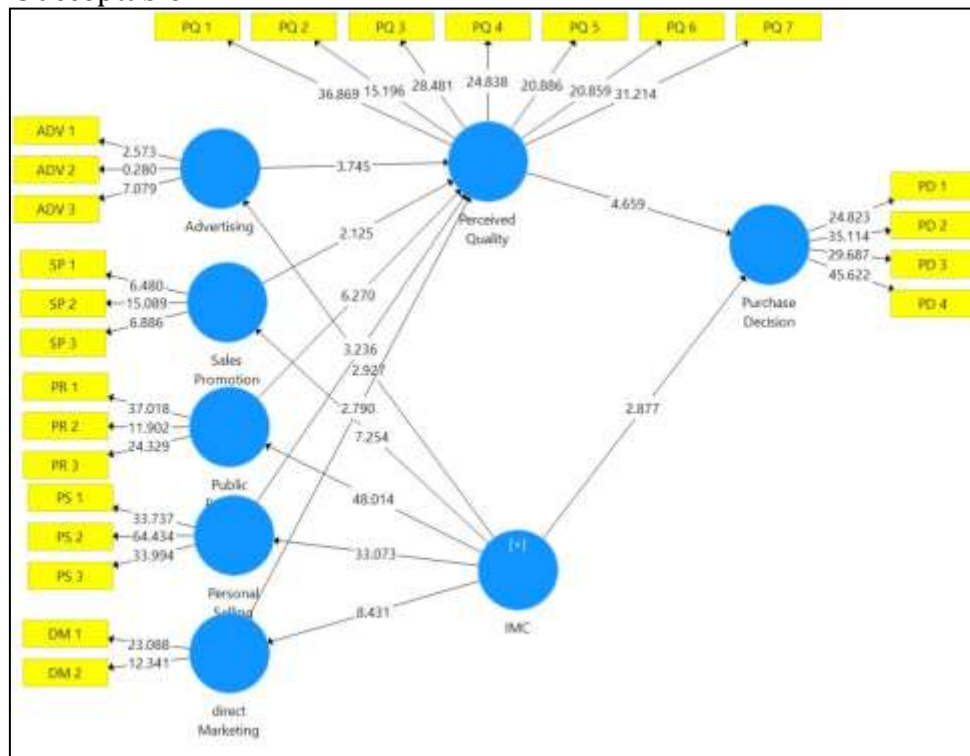 PQ 1
PQ 2
PQ 3
PQ 4
PQ 5
PQ 6
PQ 7
36.869
15.196
28.481
24.838
20.886
20.859
31.214
ADV 1
ADV 2
ADV 3
2.573
0.280
7.079
Advertising
3.745
Perceived
Quality
4.659
PD 1
PD 2
PD 3
PD 4
24.823
35.114
29.687
45.622
Purchase
Decision
2.125
SP 1
SP 2
SP 3
6.480
15.089
6.886
Sales
Promotion
6.270
3.236
2.927
2.790
7.254
2.877
PR 1
PR 2
PR 3
37.018
11.902
24.329
Public
48.014
PS 1
PS 2
PS 3
33.737
64.434
33.994
Personal
Selling
33.073
[+]
IMC
8.431
DM 1
DM 2
23.088
12.341
direct
Marketing